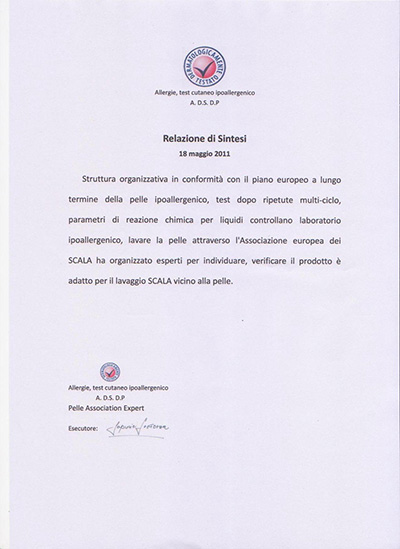 DERMATOLOGICAMENTE
TESTATO
Allergie, test cutaneo ipoallergenico
A. D.S. D.P
Relazione di Sintesi
18 maggio 2011
Struttura organizzativa in conformità con il piano europeo a lungo
termine della pelle ipoallergenico, test dopo ripetute multi-ciclo,
parametri di reazione chimica per liquidi controllano laboratorio
ipoallergenico, lavare la pelle attraverso l'Associazione europea dei
SCALA ha organizzato esperti per individuare, verificare il prodotto è
adatto per il lavaggio SCALA vicino alla pelle.
Allergie, test cutaneo ipoallergenico
A. D.S. D.P
Pelle Association Expert
Esecutore: